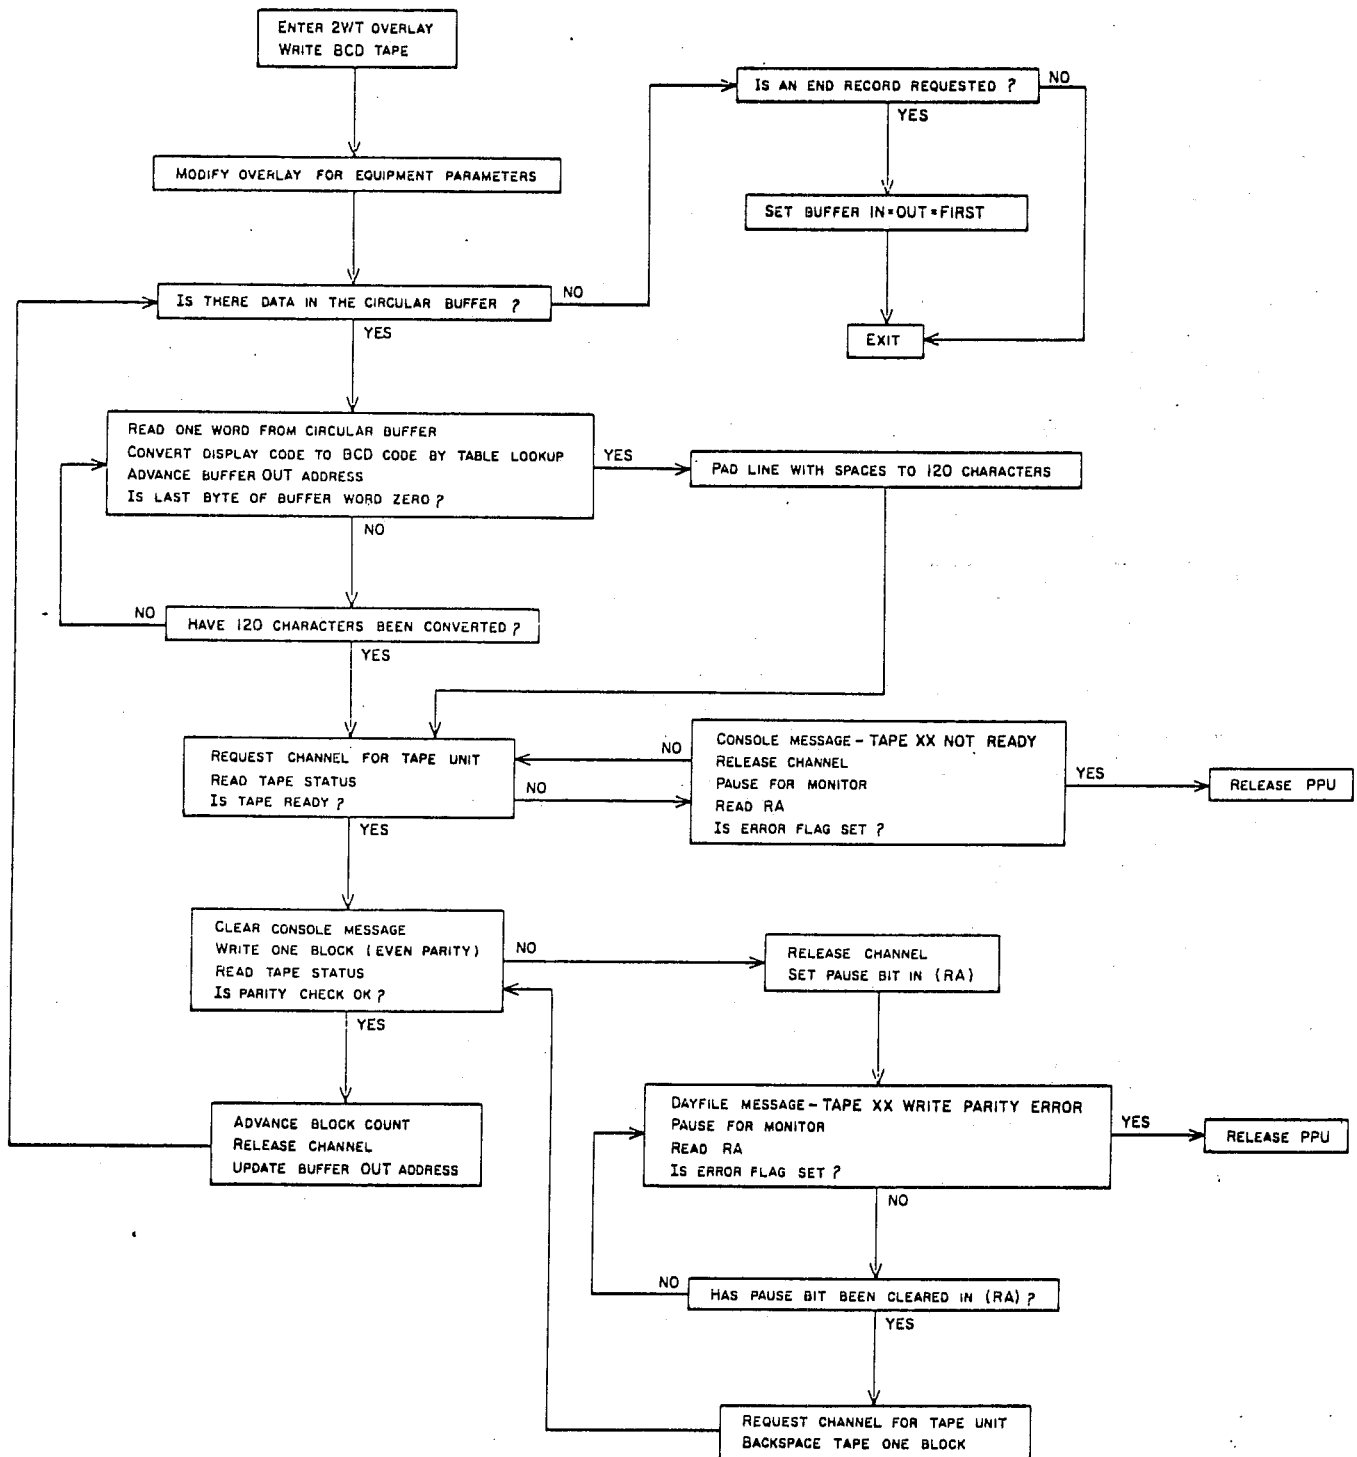 ENTER 2WT OVERLAY
WRITE BCD TAPE
IS AN END RECORD REQUESTED ?
NO
YES
MODIFY OVERLAY FOR EQUIPMENT PARAMETERS
SET BUFFER IN=OUT=FIRST
IS THERE DATA IN THE CIRCULAR BUFFER ?
NO
YES
EXIT
READ ONE WORD FROM CIRCULAR BUFFER
CONVERT DISPLAY CODE TO BCD CODE BY TABLE LOOKUP
ADVANCE BUFFER OUT ADDRESS
IS LAST BYTE OF BUFFER WORD ZERO ?
YES
PAD LINE WITH SPACES TO 120 CHARACTERS
NO
NO
HAVE 120 CHARACTERS BEEN CONVERTED ?
YES
REQUEST CHANNEL FOR TAPE UNIT
READ TAPE STATUS
IS TAPE READY ?
NO
NO
CONSOLE MESSAGE - TAPE XX NOT READY
RELEASE CHANNEL
PAUSE FOR MONITOR
READ RA
IS ERROR FLAG SET ?
YES
RELEASE PPU
YES
CLEAR CONSOLE MESSAGE
WRITE ONE BLOCK (EVEN PARITY)
READ TAPE STATUS
IS PARITY CHECK OK ?
NO
RELEASE CHANNEL
SET PAUSE BIT IN (RA)
YES
ADVANCE BLOCK COUNT
RELEASE CHANNEL
UPDATE BUFFER OUT ADDRESS
DAYFILE MESSAGE - TAPE XX WRITE PARITY ERROR
PAUSE FOR MONITOR
READ RA
IS ERROR FLAG SET ?
YES
RELEASE PPU
NO
NO
HAS PAUSE BIT BEEN CLEARED IN (RA) ?
YES
REQUEST CHANNEL FOR TAPE UNIT
BACKSPACE TAPE ONE BLOCK